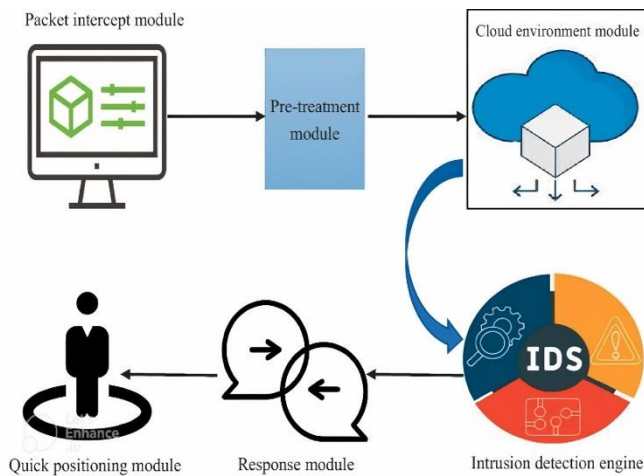 Packet intercept module
Cloud environment module
Pre-treatment
module
IDS
Enhance
Quick positioning module
Response module
Intrusion detection engine